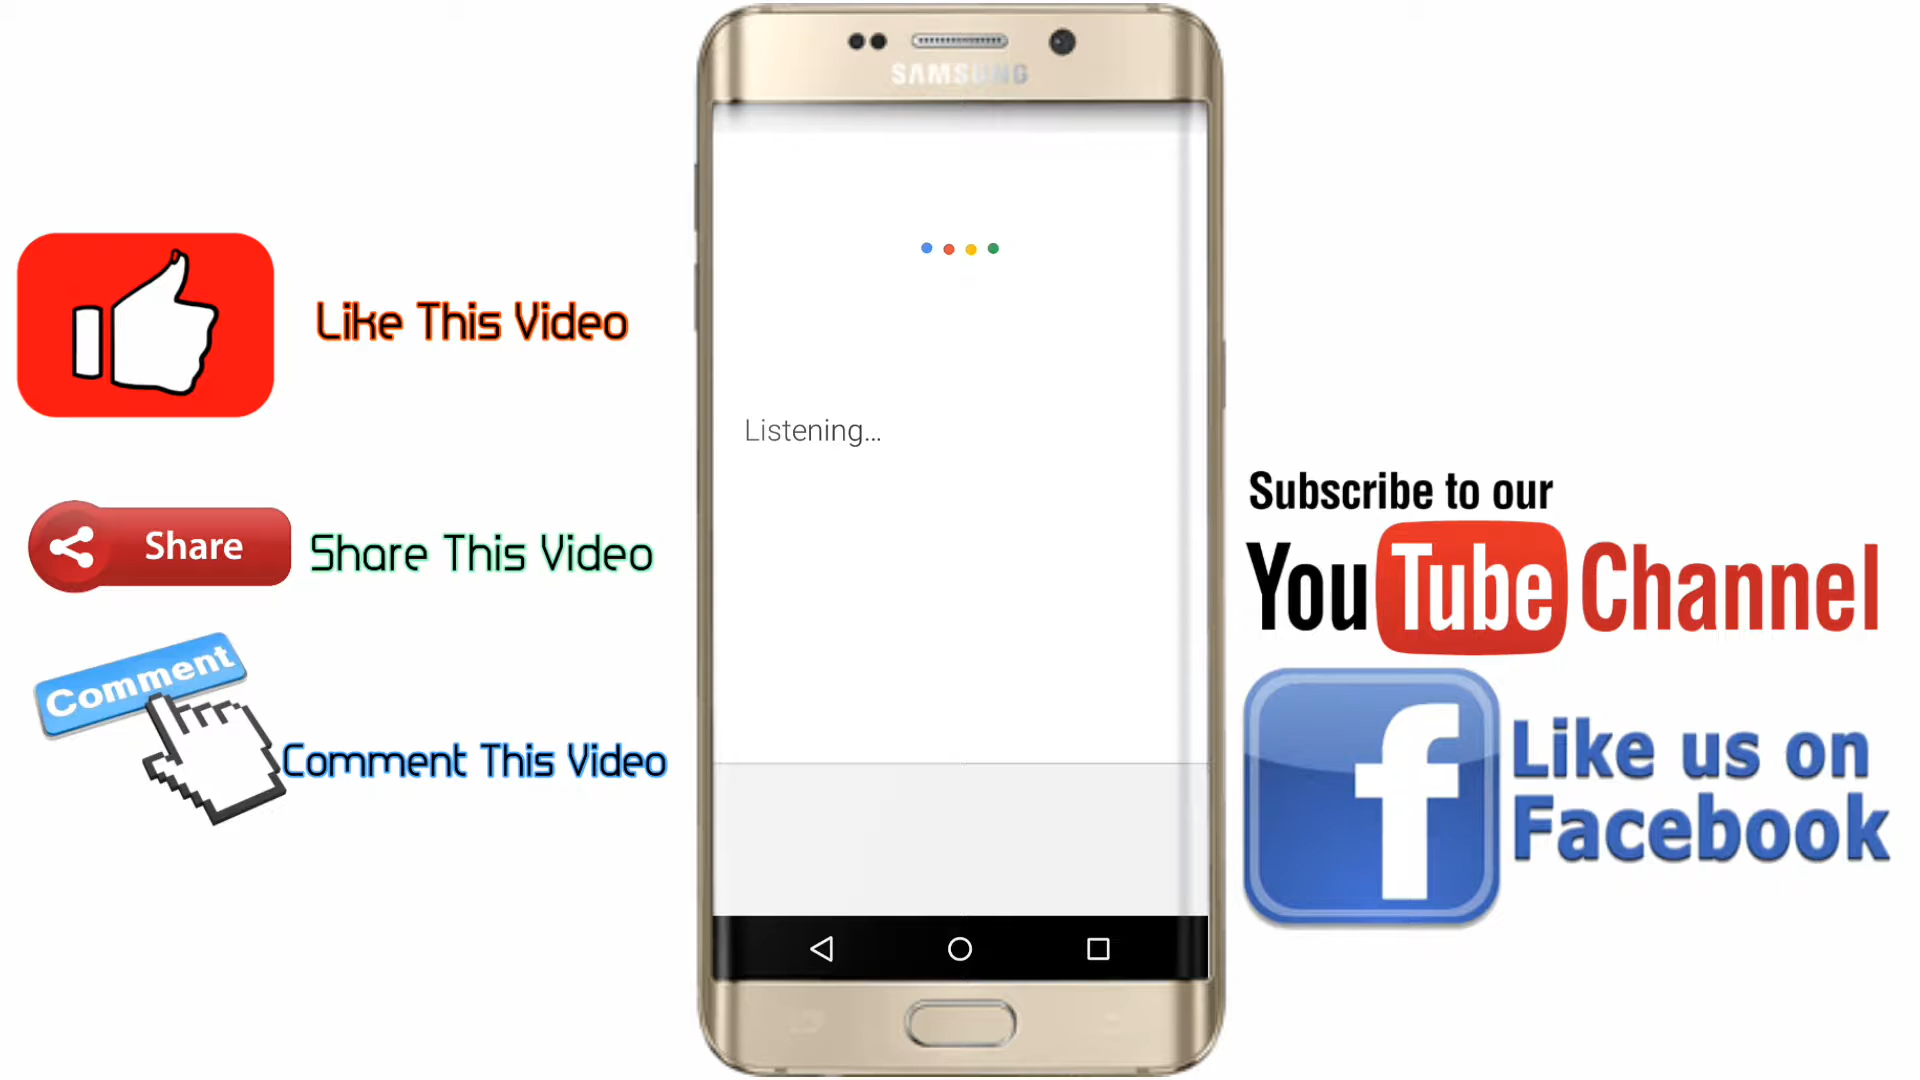 SAMSUNG
Listening...
Like This Video
Share
Share This Video
Comment
Comment This Video
Subscribe to our
YouTube Channel
Like us on
Facebook